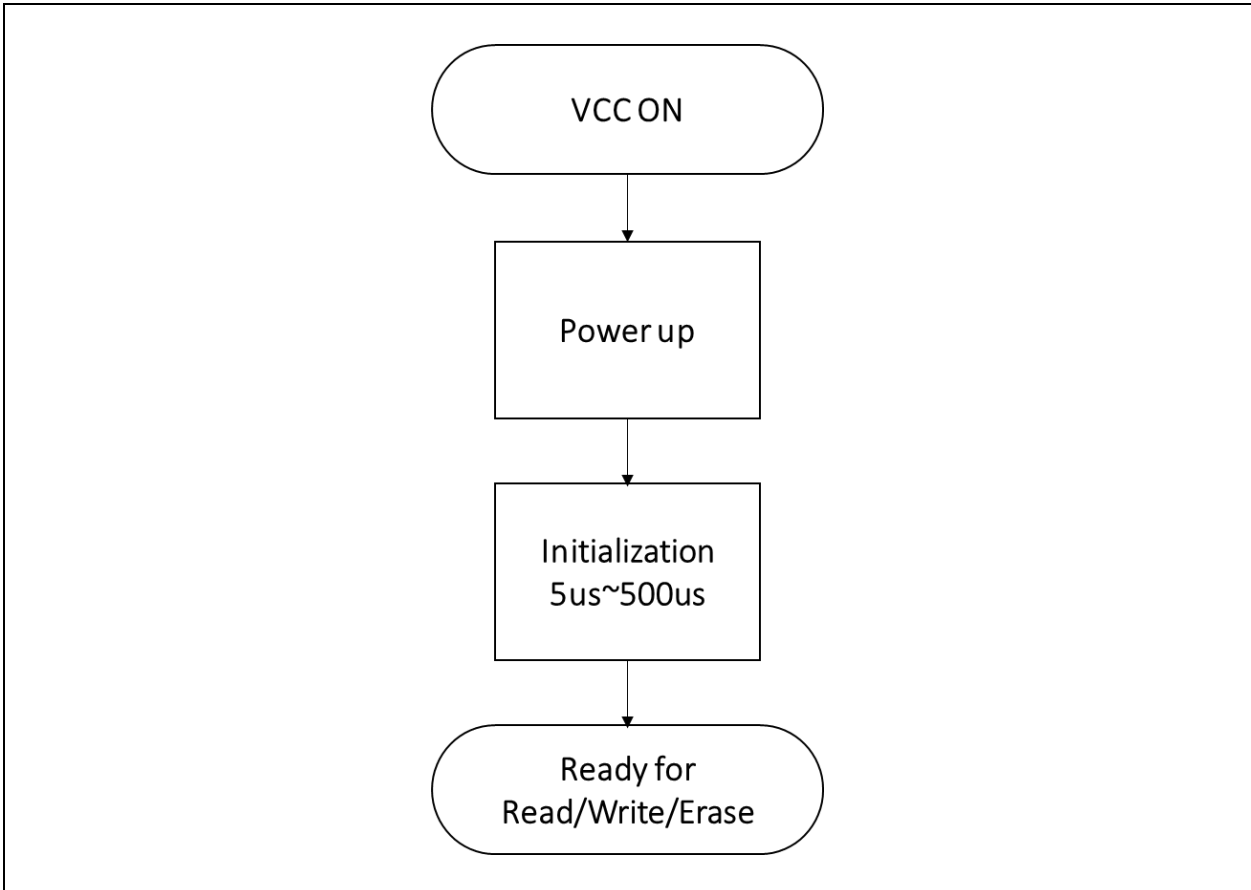 VCC ON
Power up
Initialization
5us~500us
Ready for
Read/Write/Erase